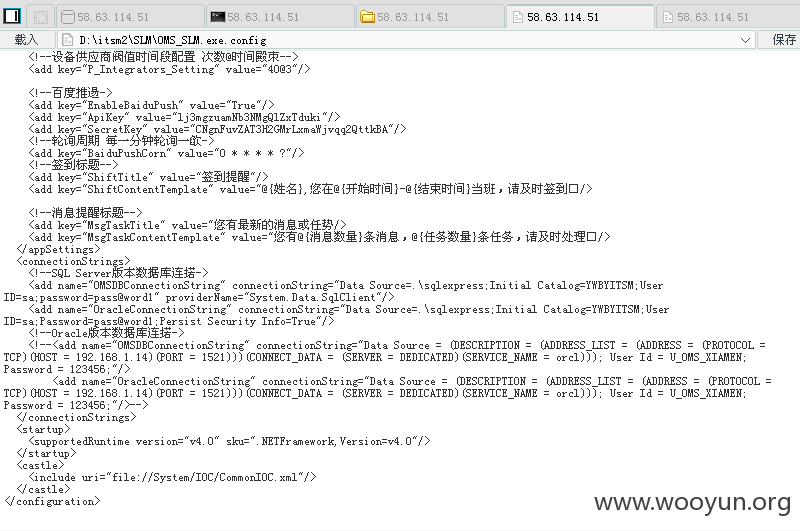 58.63.114.51 58.63.114.51 58.63.114.51 58.63.114.51 58.63.114.51
载入 D:\itsm2\SLM\OMS_SLM.exe.config 保存
<!--设备供应商阀值时间段配置 次数@时间殿束-->
<add key="P_Integrators_Setting" value="40@3"/>
<!--百度推逊->
<add key="EnableBaiduPush" value="True"/>
<add key="ApiKey" value="lj3mgzuamNb3NMgQlZxTduki"/>
<add key="SecretKey" value="CNgnFuvZAT3H2GMrLxmaWjvqq2QttkBA"/>
<!--轮询周期 每一分钟轮询一欲->
<add key="BaiduPushCorn" value="0 * * * * ?"/>
<!--签到标题-->
<add key="ShiftTitle" value="签到提醒"/>
<add key="ShiftContentTemplate" value="@{姓名},您在@{开始时间}-@{结束时间}当班，请及时签到□/>
<!--消息提醒标题-->
<add key="MsgTaskTitle" value="您有最新的消息或任势/>
<add key="MsgTaskContentTemplate" value="您有@{消息数量}条消息，@{任务数量}条任务，请及时处理□/>
</appSettings>
<connectionStrings>
<!--SQL Server版本数据库连掿->
<add name="OMSDBConnectionString" connectionString="Data Source=.\sqlexpress;Initial Catalog=YWBYITSM;User
ID=sa;password=pass@word1" providerName="System.Data.SqlClient"/>
<add name="OracleConnectionString" connectionString="Data Source=.\sqlexpress;Initial Catalog=YWBYITSM;User
ID=sa;Password=pass@word1;Persist Security Info=True"/>
<!--Oracle版本数据库连掿->
<!--<add name="OMSDBConnectionString" connectionString="Data Source = (DESCRIPTION = (ADDRESS_LIST = (ADDRESS = (PROTOCOL =
TCP)(HOST = 192.168.1.14)(PORT = 1521)))(CONNECT_DATA = (SERVER = DEDICATED)(SERVICE_NAME = orcl))); User Id = U_OMS_XIAMEN;
Password = 123456;"/>
<add name="OracleConnectionString" connectionString="Data Source = (DESCRIPTION = (ADDRESS_LIST = (ADDRESS = (PROTOCOL =
TCP)(HOST = 192.168.1.14)(PORT = 1521)))(CONNECT_DATA = (SERVER = DEDICATED)(SERVICE_NAME = orcl))); User Id = U_OMS_XIAMEN;
Password = 123456;"/>-->
</connectionStrings>
<startup>
<supportedRuntime version="v4.0" sku=".NETFramework,Version=v4.0"/>
</startup>
<castle>
<include uri="file://System/IOC/CommonIOC.xml"/>
</castle>
</configuration>
www.wooyun.org